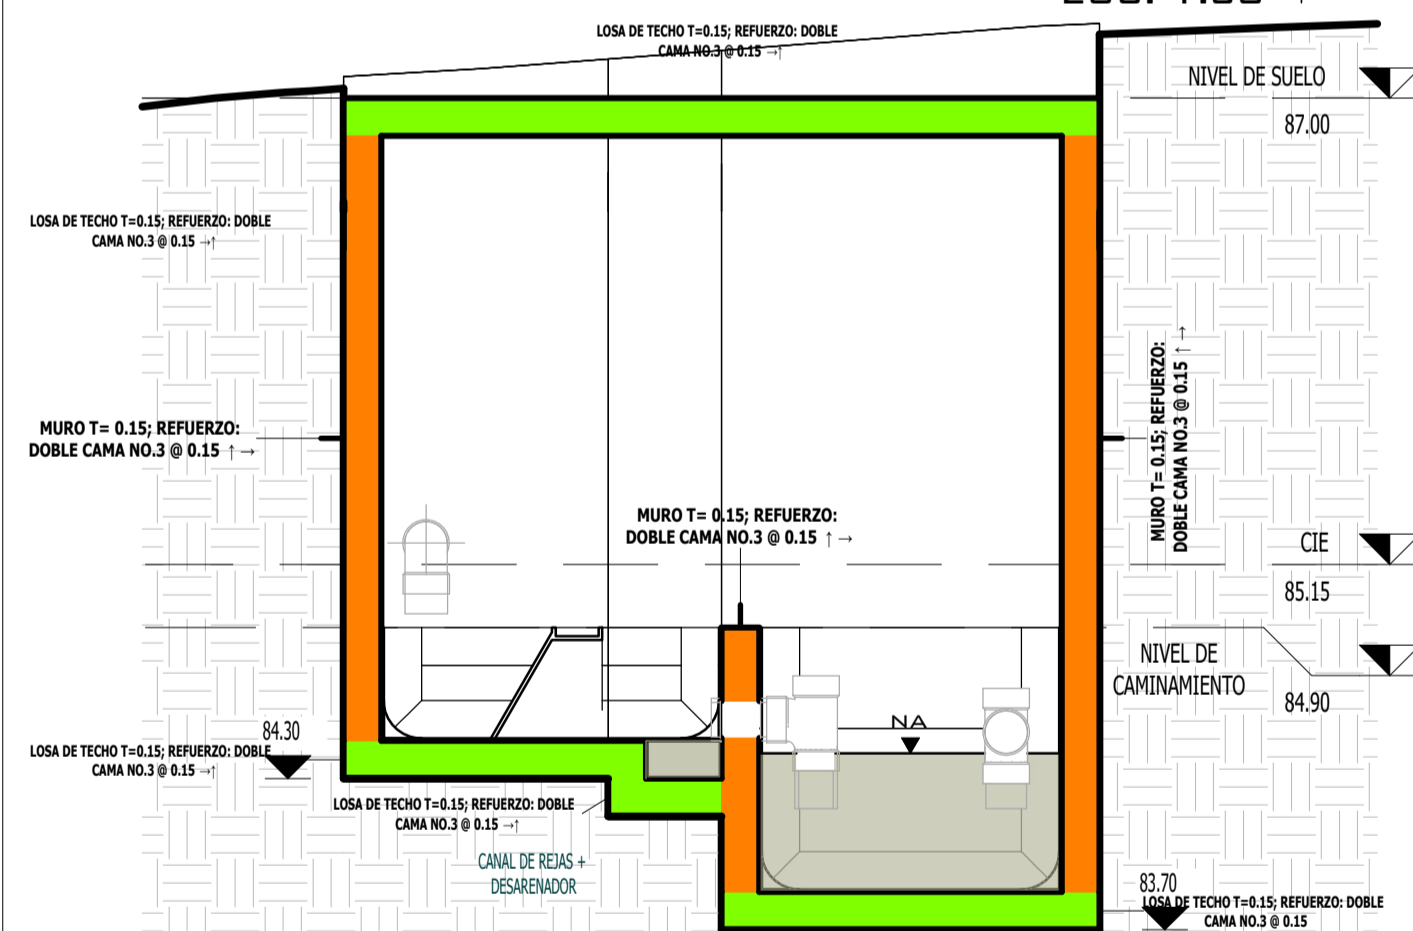 LOSA DE TECHO T=0.15; REFUERZO: DOBLE
CAMA NO.3 @ 0.15 →↑
NIVEL DE SUELO
87.00
LOSA DE TECHO T=0.15; REFUERZO: DOBLE
CAMA NO.3 @ 0.15 →↑
MURO T= 0.15; REFUERZO:
DOBLE CAMA NO.3 @ 0.15 ↑→
MURO T= 0.15; REFUERZO:
DOBLE CAMA NO.3 @ 0.15 ↑→
MURO T= 0.15; REFUERZO:
DOBLE CAMA NO.3 @ 0.15 ↑→
CIE
85.15
NIVEL DE
CAMINAMIENTO
84.90
NA
84.30
LOSA DE TECHO T=0.15; REFUERZO: DOBLE
CAMA NO.3 @ 0.15 →↑
LOSA DE TECHO T=0.15; REFUERZO: DOBLE
CAMA NO.3 @ 0.15 →↑
CANAL DE REJAS +
DESARENADOR
83.70
LOSA DE TECHO T=0.15; REFUERZO: DOBLE
CAMA NO.3 @ 0.15